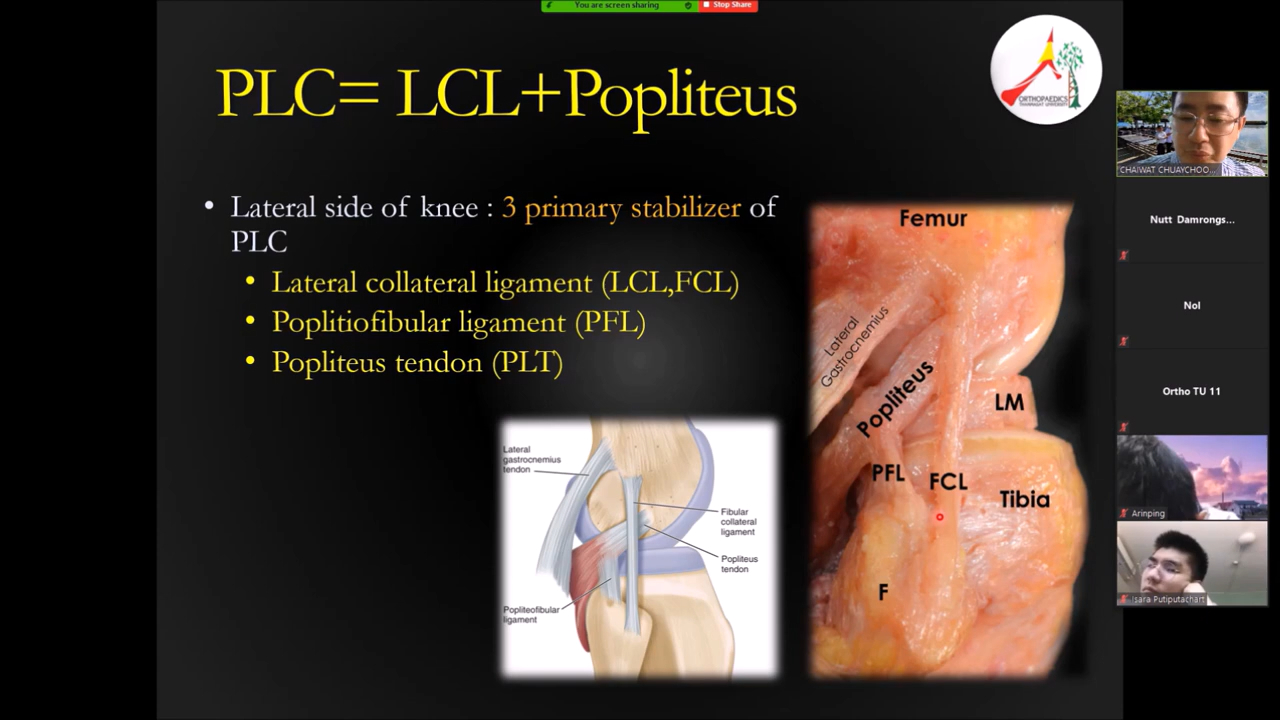 You are screen sharing
Stop Share
PLC= LCL+Popliteus
ORTHOPAEDICS
THAMMASAT UNIVERSITY
• Lateral side of knee : 3 primary stabilizer of
PLC
• Lateral collateral ligament (LCL,FCL)
• Poplitiofibular ligament (PFL)
• Popliteus tendon (PLT)
Lateral
gastrocnemius
tendon
Fibular
collateral
ligament
Popliteus
tendon
Popliteofibular
ligament
Femur
Lateral
Gastrocnemius
Popliteus
LM
PFL
FCL
Tibia
F
CHAIWAT CHUAYCHOO...
Nutt Damrongs...
Nol
Ortho TU 11
Arinping
Isara Putiputachart